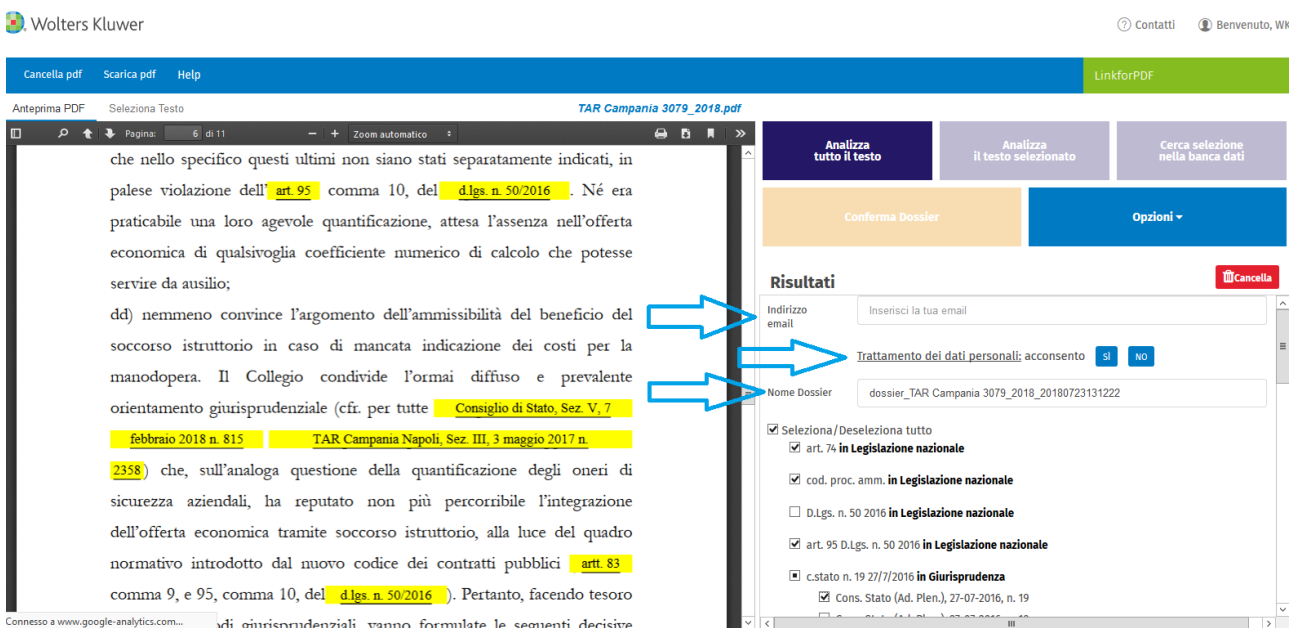 Wolters Kluwer
Contatti
Benvenuto, WK
Cancella pdf
Scarica pdf
Help
LinkforPDF
Anteprima PDF
Seleziona Testo
TAR Campania 3079_2018.pdf
Pagina: 6 di 11
Zoom automatico
che nello specifico questi ultimi non siano stati separatamente indicati, in
palese violazione dell' art. 95 comma 10, del d.lgs. n. 50/2016 . Né era
praticabile una loro agevole quantificazione, attesa l'assenza nell'offerta
economica di qualsivoglia coefficiente numerico di calcolo che potesse
servire da ausilio;
dd) nemmeno convince l'argomento dell'ammissibilità del beneficio del
soccorso istruttorio in caso di mancata indicazione dei costi per la
manodopera. Il Collegio condivide l'ormai diffuso e prevalente
orientamento giurisprudenziale (cfr. per tutte Consiglio di Stato, Sez. V, 7
febbraio 2018 n. 815 TAR Campania Napoli, Sez. III, 3 maggio 2017 n.
2358) che, sull'analoga questione della quantificazione degli oneri di
sicurezza aziendali, ha reputato non più percorribile l'integrazione
dell'offerta economica tramite soccorso istruttorio, alla luce del quadro
normativo introdotto dal nuovo codice dei contratti pubblici artt. 83
comma 9, e 95, comma 10, del d.lgs. n. 50/2016 ). Pertanto, facendo tesoro
giurisprudenziali, vanno formulate le seguenti decisive
Connesso a www.google-analytics.com...
Analizza
tutto il testo
Analizza
il testo selezionato
Cerca selezione
nella banca dati
Conferma Dossier
Opzioni
Risultati
Cancella
Indirizzo
email
Inserisci la tua email
Trattamento dei dati personali: acconsento SÌ NO
Nome Dossier
dossier_TAR Campania 3079_2018_20180723131222
Seleziona/Deseleziona tutto
art. 74 in Legislazione nazionale
cod. proc. amm. in Legislazione nazionale
D.Lgs. n. 50 2016 in Legislazione nazionale
art. 95 D.Lgs. n. 50 2016 in Legislazione nazionale
c.stato n. 19 27/7/2016 in Giurisprudenza
Cons. Stato (Ad. Plen.), 27-07-2016, n. 19